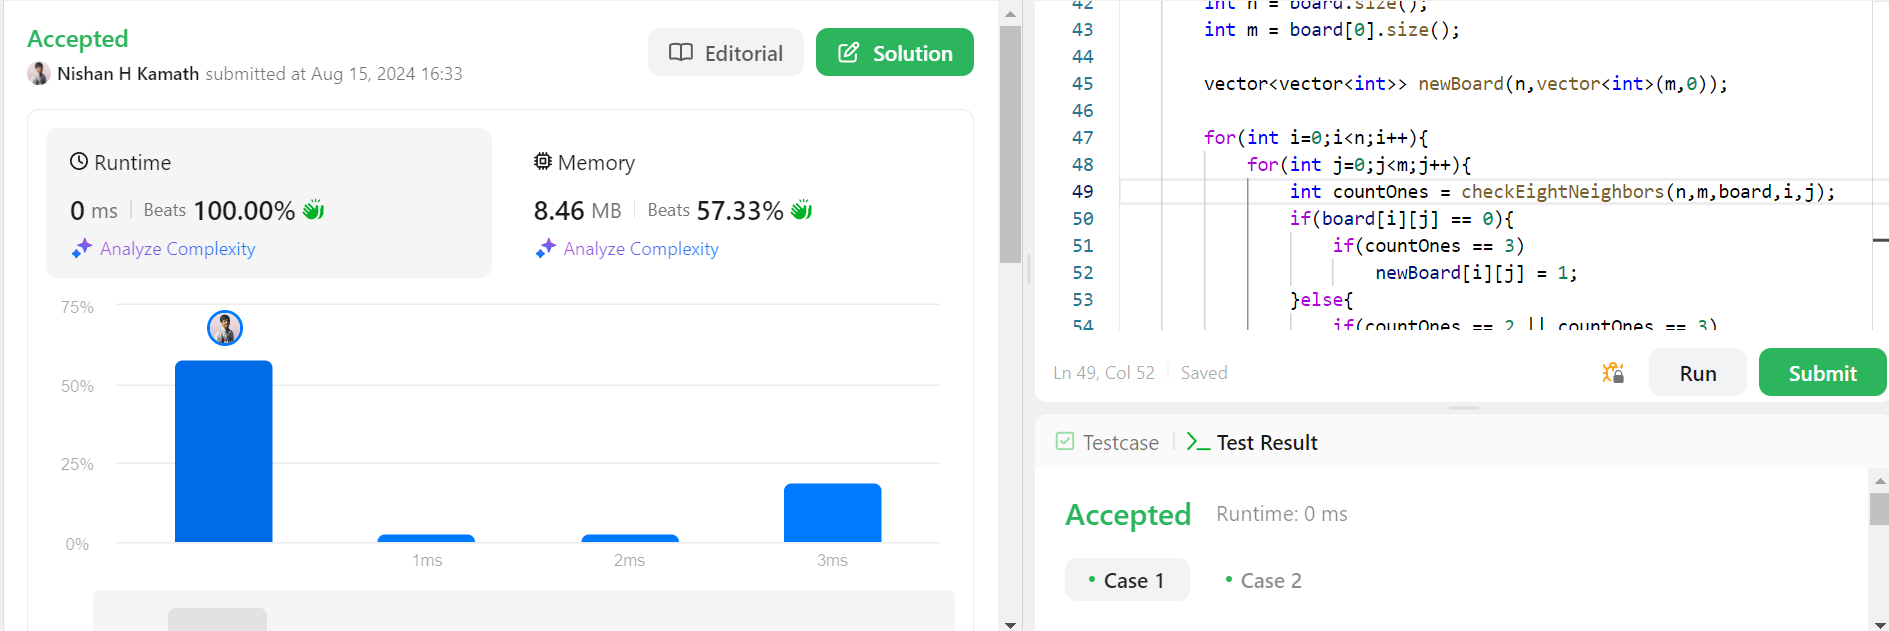 Accepted
Nishan H Kamath submitted at Aug 15, 2024 16:33
Editorial
Solution
Runtime
0 ms Beats 100.00%
Analyze Complexity
Memory
8.46 MB Beats 57.33%
Analyze Complexity
75%
50%
25%
0%
1ms 2ms 3ms
42 int n = board.size();
43 int m = board[0].size();
44
45 vector<vector<int>> newBoard(n,vector<int>(m,0));
46
47 for(int i=0;i<n;i++){
48 for(int j=0;j<m;j++){
49 int countOnes = checkEightNeighbors(n,m,board,i,j);
50 if(board[i][j] == 0){
51 if(countOnes == 3)
52 newBoard[i][j] = 1;
53 }else{
54 if(countOnes == 2 || countOnes == 3)
Ln 49, Col 52 Saved
Run
Submit
Testcase
Test Result
Accepted Runtime: 0 ms
Case 1 Case 2